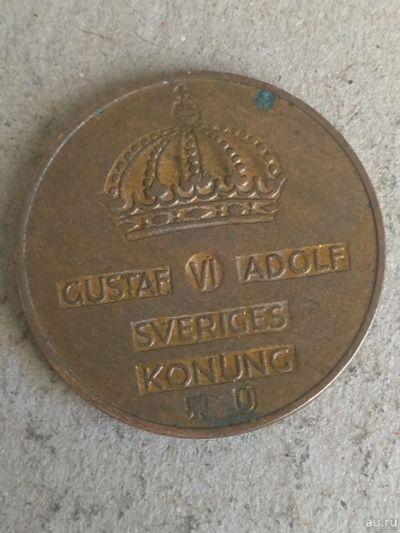 GUSTAF VI ADOLF
SVERIGES
KONUNG
U
au.ru